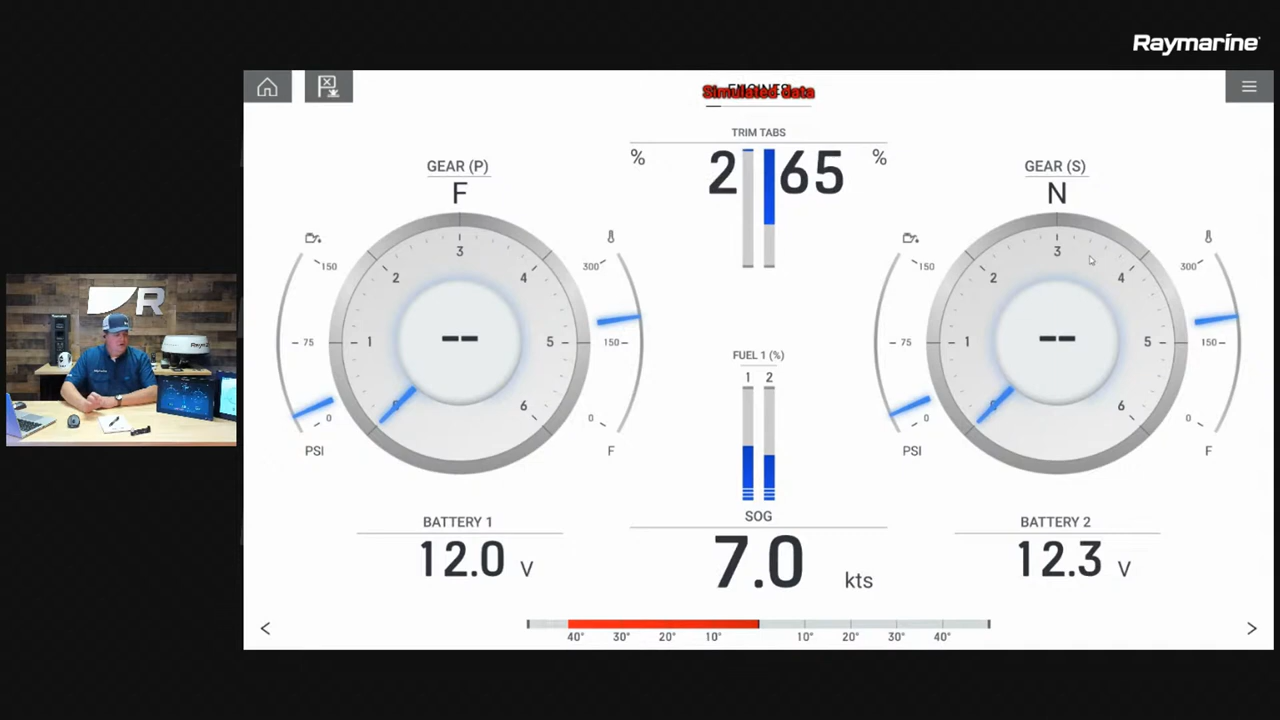 Raymarine
Simulated data
TRIM TABS
% 2 65 %
GEAR (P)
F
GEAR (S)
N
150
75
0
PSI
1
2
3
4
5
6
--
300
150
0
F
FUEL 1 (%)
1 2
150
75
0
PSI
1
2
3
4
5
6
--
300
150
0
F
BATTERY 1
12.0 V
SOG
7.0 kts
BATTERY 2
12.3 V
40° 30° 20° 10° 10° 20° 30° 40°